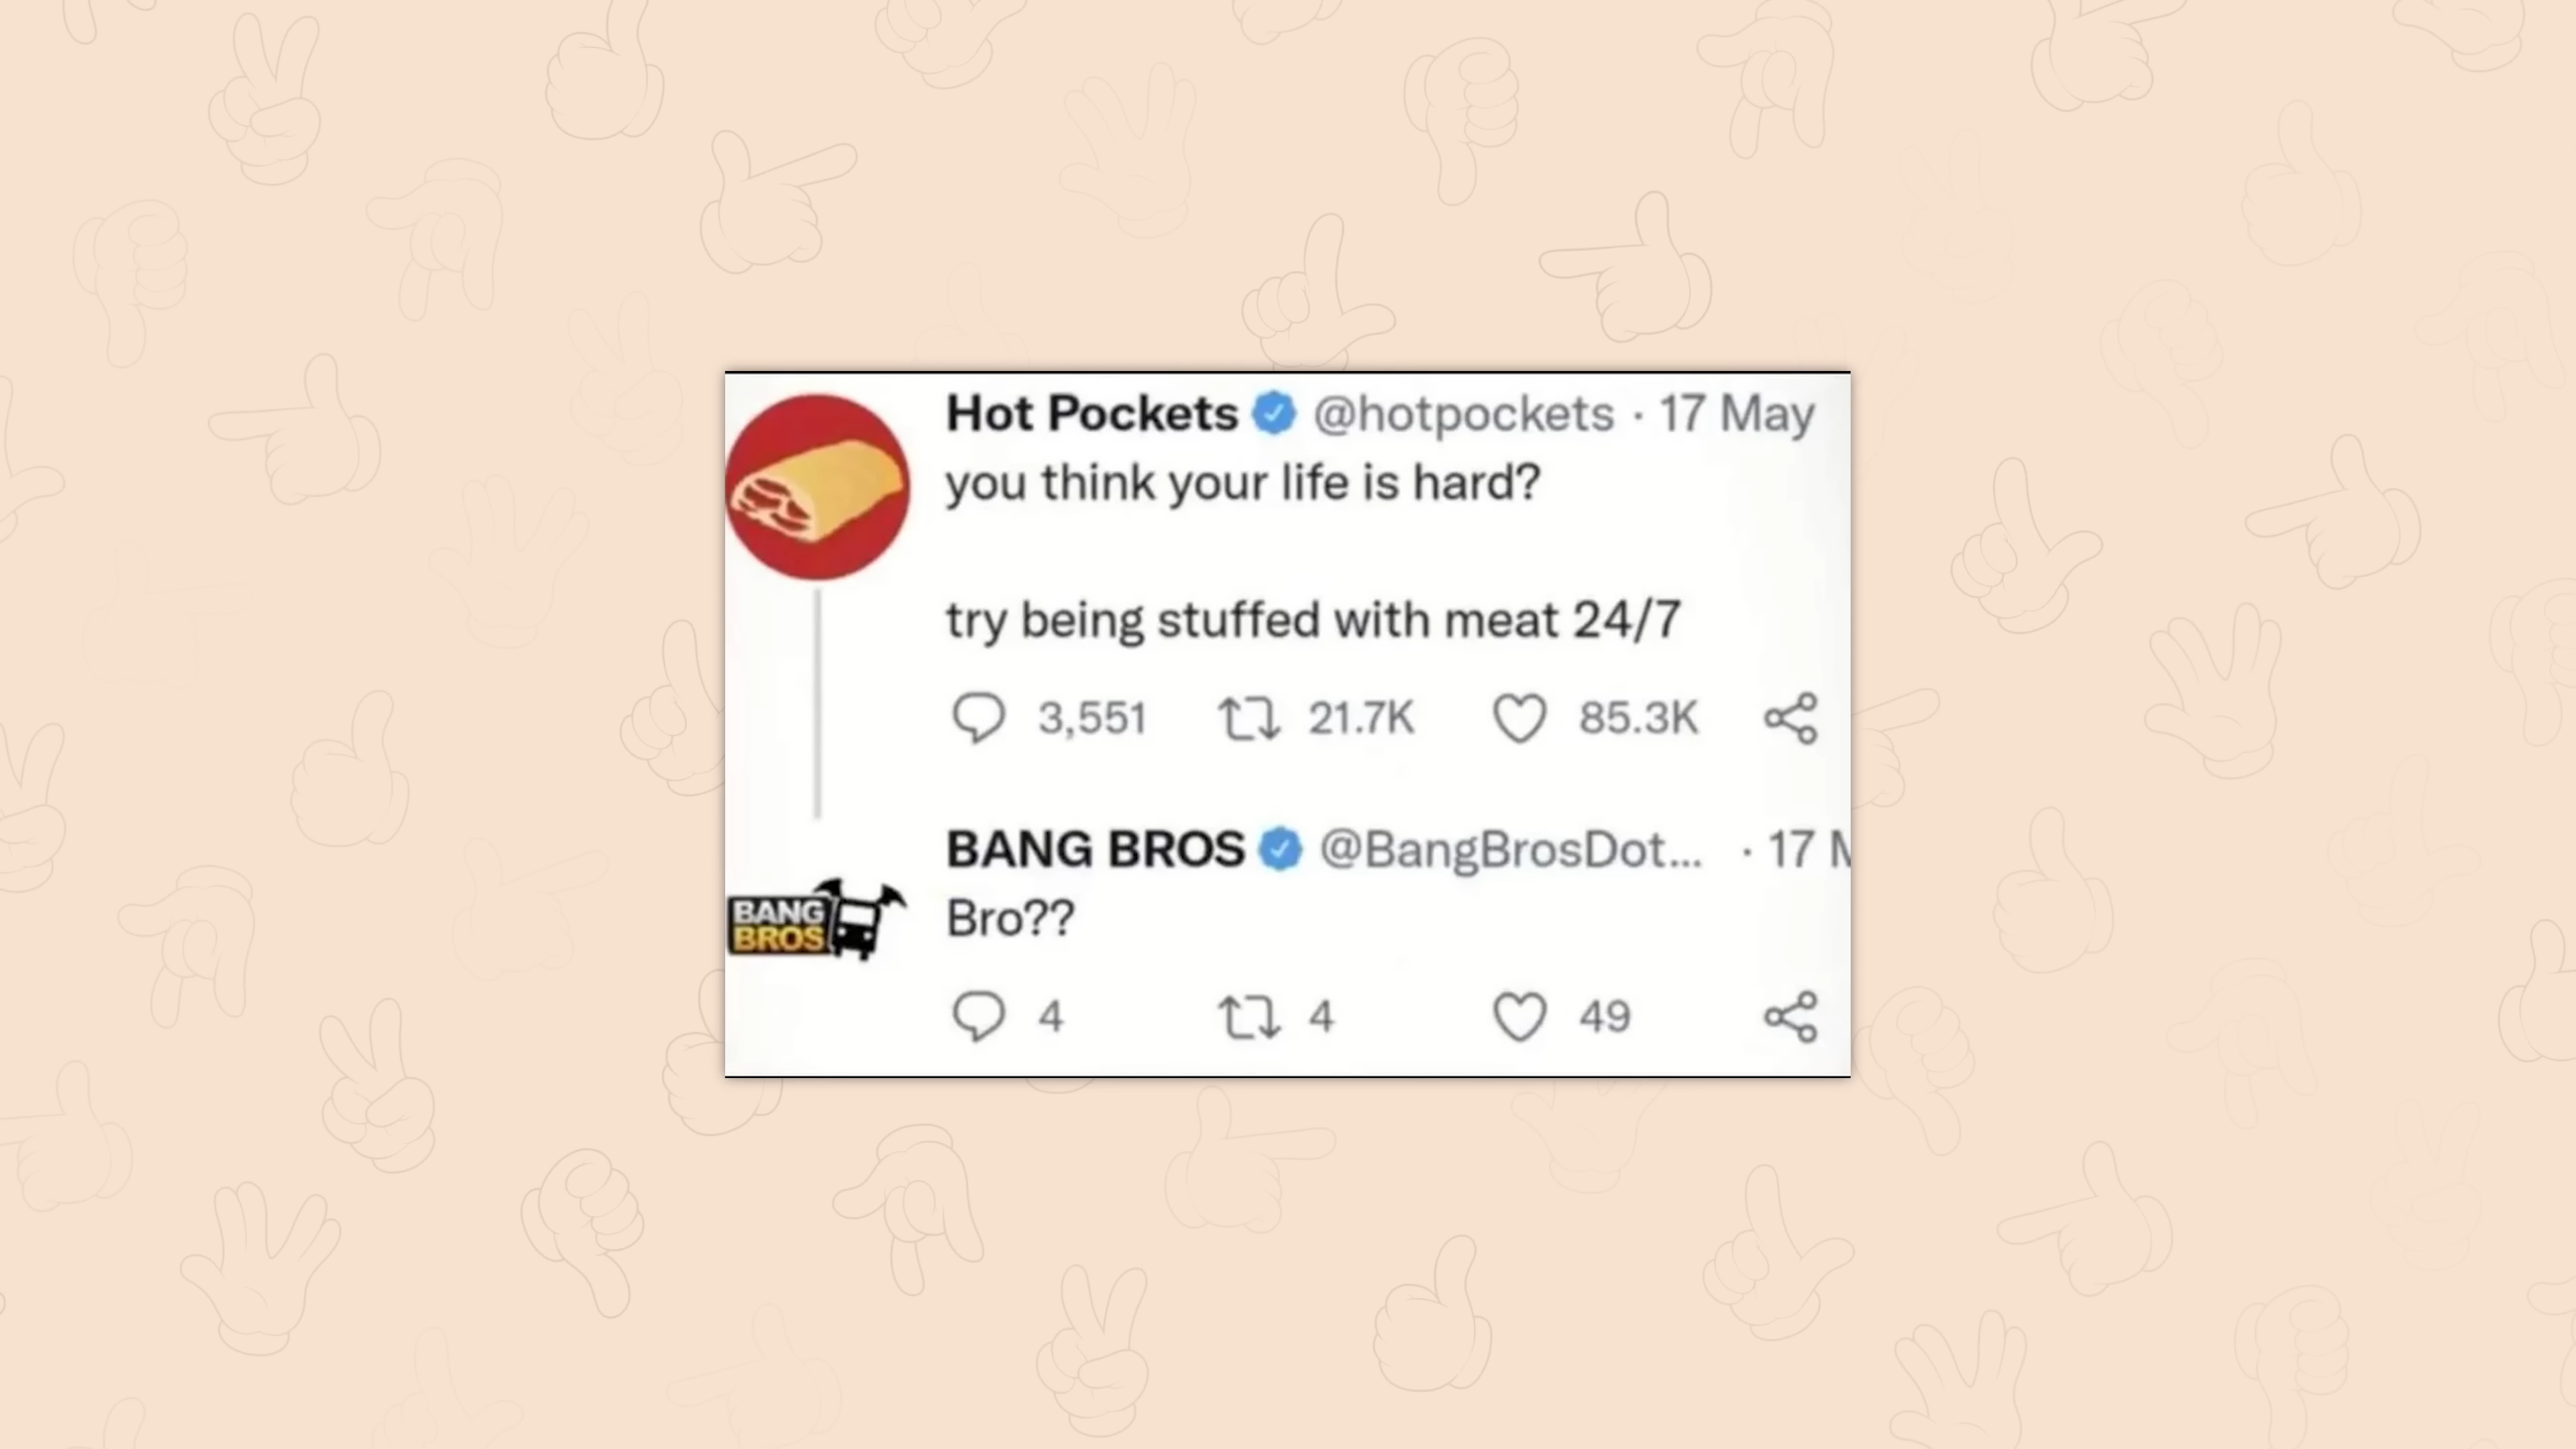 Hot Pockets @hotpockets · 17 May
you think your life is hard?
try being stuffed with meat 24/7
3,551 21.7K 85.3K
BANG BROS @BangBrosDot... · 17 M
BANG
BROS
Bro??
4 4 49